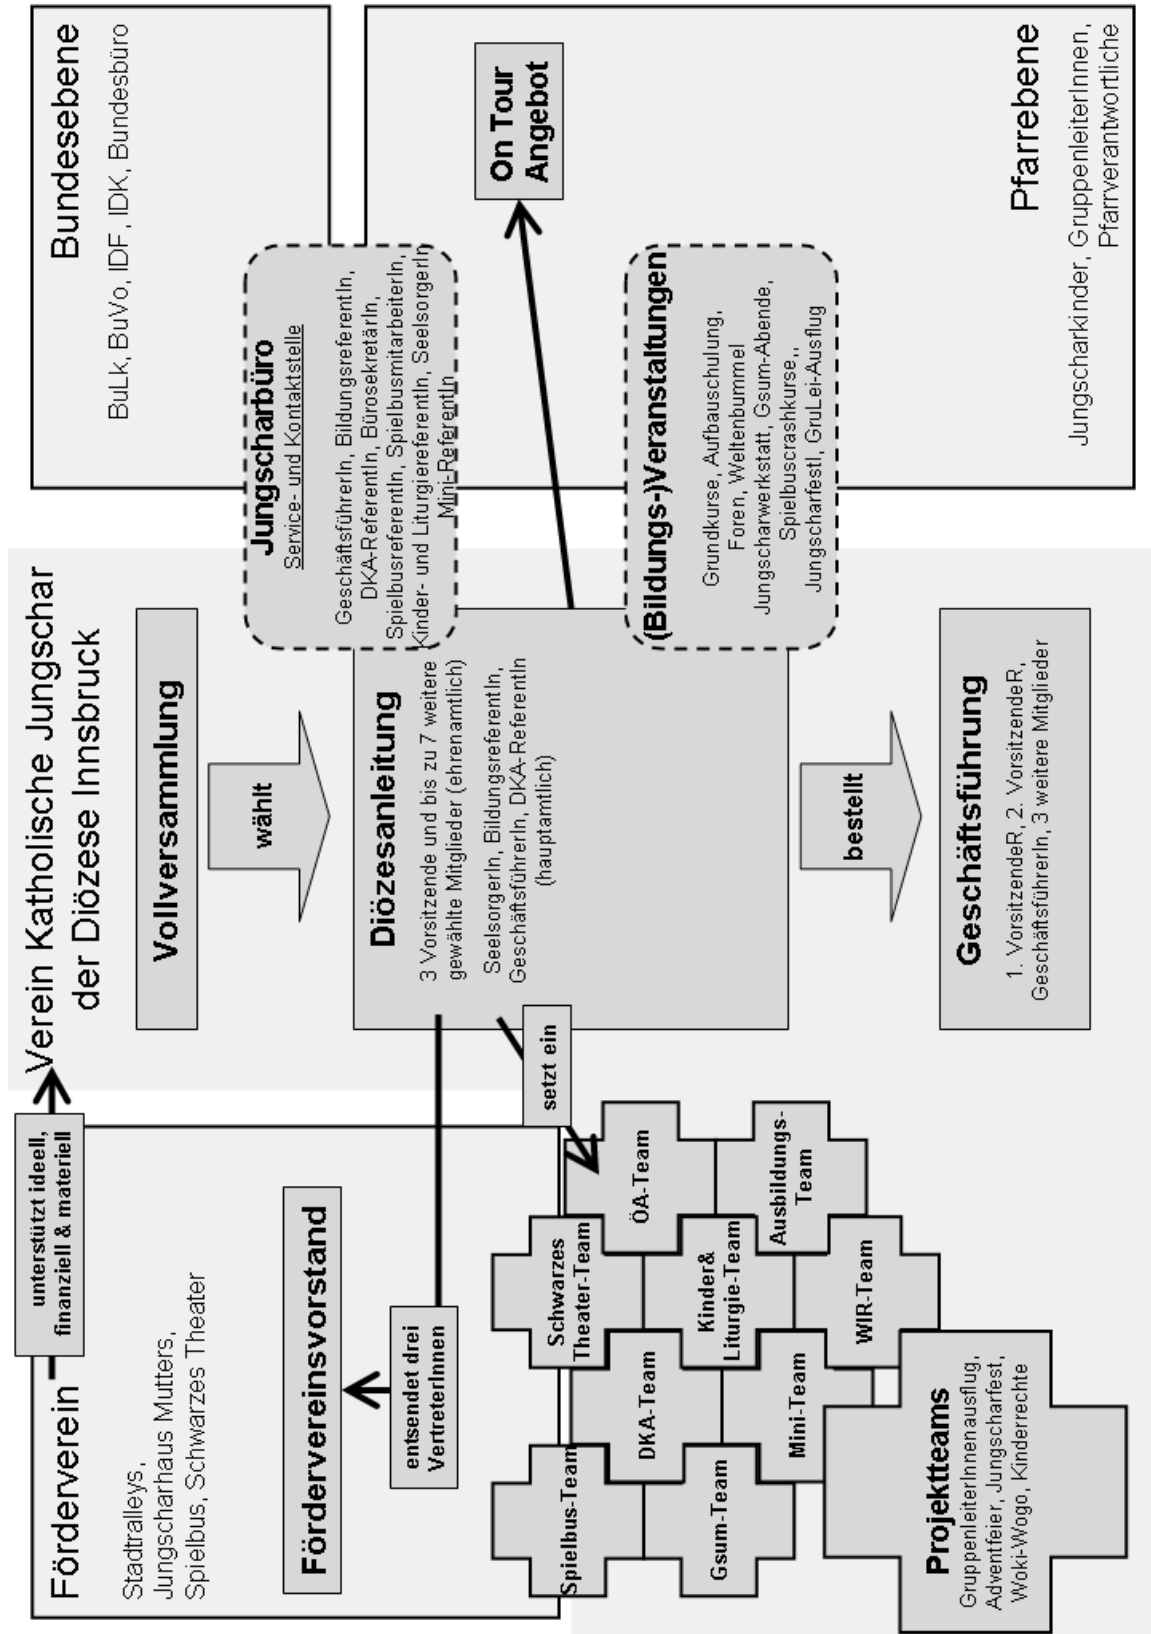 Förderverein
Stadtralleys,
Jungscharhaus Mutters,
Spielbus, Schwarzes Theater
unterstützt ideell,
finanziell & materiell
Fördervereinsvorstand
entsendet drei
VertreterInnen
Verein Katholische Jungschar
der Diözese Innsbruck
Vollversammlung
wählt
Diözesanleitung
3 Vorsitzende und bis zu 7 weitere
gewählte Mitglieder (ehrenamtlich)
SeelsorgerIn, BildungsreferentIn,
GeschäftsführerIn, DKA-ReferentIn
(hauptamtlich)
setzt ein
bestellt
Geschäftsführung
1. VorsitzendeR, 2. VorsitzendeR,
GeschäftsführerIn, 3 weitere Mitglieder
Bundesebene
BuLk, BuVo, IDF, IDK, Bundesbüro
Jungscharbüro
Service- und Kontaktstelle
GeschäftsführerIn, BildungsreferentIn,
DKA-ReferentIn, BürosekretärIn,
SpielbusreferentIn, SpielbusmitarbeiterIn,
Kinder- und LiturgiereferentIn, SeelsorgerIn
Mini-ReferentIn
On Tour
Angebot
(Bildungs-)Veranstaltungen
Grundkurse, Aufbauschulung,
Foren, Weltenbummel
Jungscharwerkstatt, Gsum-Abende,
Spielbuscrashkurse,,
Jungscharfestl, GruLei-Ausflug
Pfarrebene
Jungscharkinder, GruppenleiterInnen,
Pfarrverantwortliche
Spielbus-Team
Schwarzes
Theater-Team
ÖA-Team
DKA-Team
Kinder&
Liturgie-Team
Ausbildungs-
Team
Gsum-Team
Mini-Team
WIR-Team
Projektteams
GruppenleiterInnenausflug,
Adventfeier, Jungscharfest,
Woki-Wogo, Kinderrechte